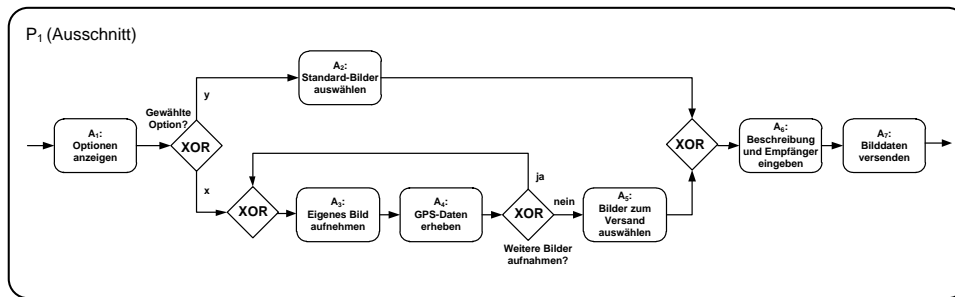 P1 (Ausschnitt)
A2:
Standard-Bilder
auswählen
y
Gewählte
Option?
XOR
A1:
Optionen
anzeigen
XOR
A6:
Beschreibung
und Empfänger
eingeben
A7:
Bilddaten
versenden
x
ja
XOR
A3:
Eigenes Bild
aufnehmen
A4:
GPS-Daten
erheben
XOR
nein
A5:
Bilder zum
Versand
auswählen
Weitere Bilder
aufnahmen?